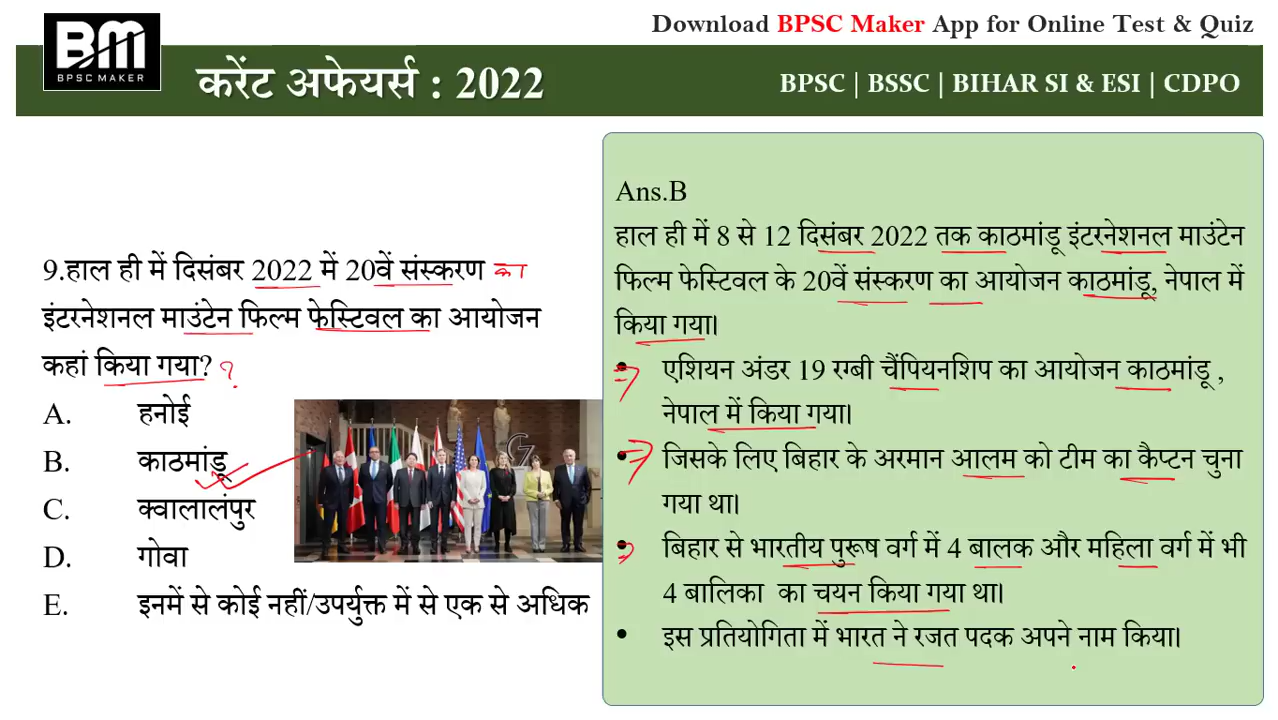 Download BPSC Maker App for Online Test & Quiz
BM
BPSC MAKER
करेंट अफेयर्स : 2022
BPSC | BSSC | BIHAR SI & ESI | CDPO
9.हाल ही में दिसंबर 2022 में 20वें संस्करण का
इंटरनेशनल माउंटेन फिल्म फेस्टिवल का आयोजन
कहां किया गया? ?
A. हनोई
B. काठमांडू
C. क्वालालंपुर
D. गोवा
E. इनमें से कोई नहीं/उपर्युक्त में से एक से अधिक
G7
Ans.B
हाल ही में 8 से 12 दिसंबर 2022 तक काठमांडू इंटरनेशनल माउंटेन
फिल्म फेस्टिवल के 20वें संस्करण का आयोजन काठमांडू, नेपाल में
किया गया।
• एशियन अंडर 19 रग्बी चैंपियनशिप का आयोजन काठमांडू ,
नेपाल में किया गया।
• जिसके लिए बिहार के अरमान आलम को टीम का कैप्टन चुना
गया था।
• बिहार से भारतीय पुरूष वर्ग में 4 बालक और महिला वर्ग में भी
4 बालिका का चयन किया गया था।
• इस प्रतियोगिता में भारत ने रजत पदक अपने नाम किया।